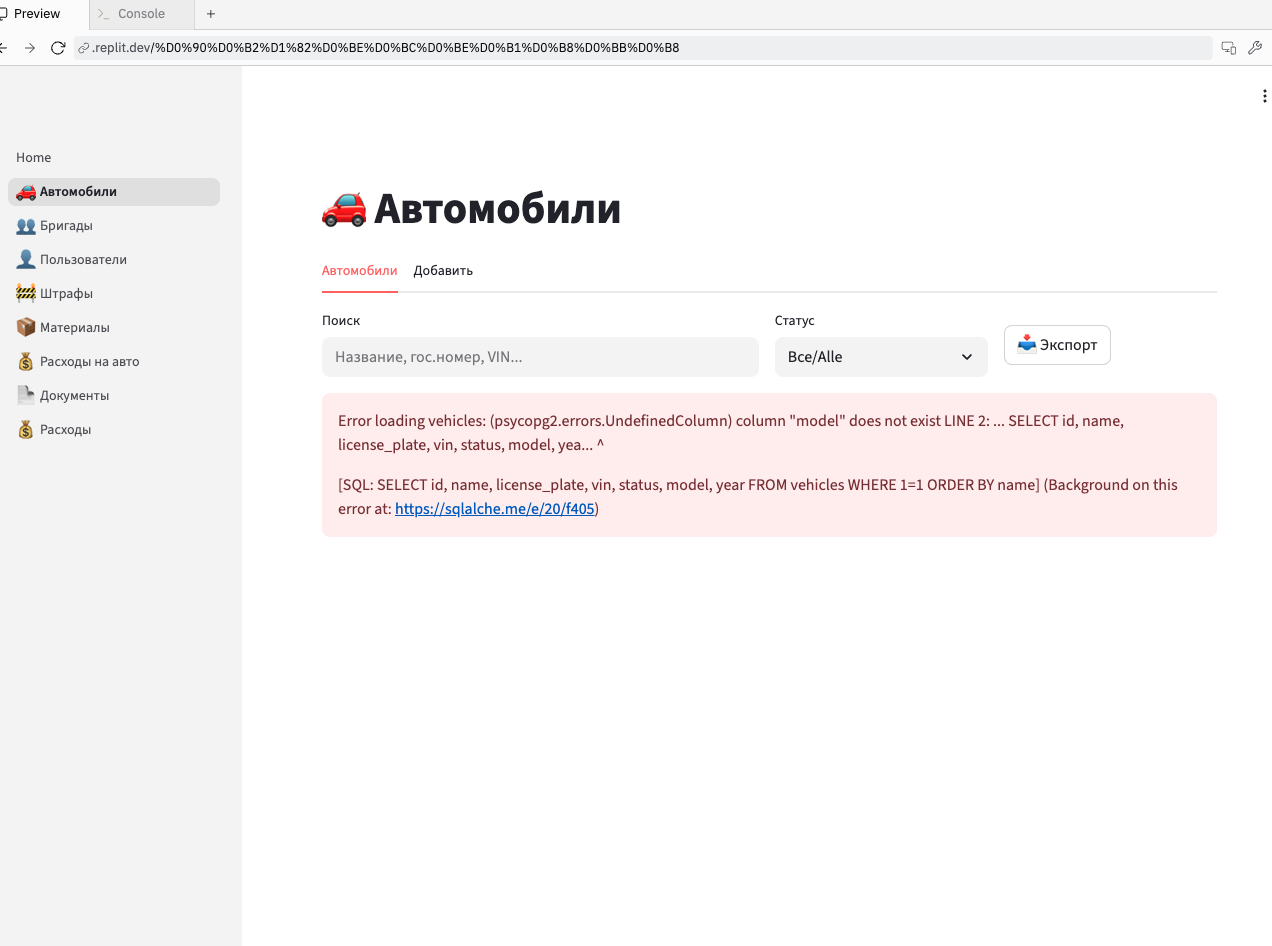 Preview
Console
.replit.dev/%D0%90%D0%B2%D1%82%D0%BE%D0%BC%D0%BE%D0%B1%D0%B8%D0%BB%D0%B8
Home
Автомобили
Бригады
Пользователи
Штрафы
Материалы
Расходы на авто
Документы
Расходы
Автомобили
Автомобили Добавить
Поиск
Статус
Название, гос.номер, VIN...
Все/Alle
Экспорт
Error loading vehicles: (psycopg2.errors.UndefinedColumn) column "model" does not exist LINE 2: ... SELECT id, name,
license_plate, vin, status, model, yea... ^
[SQL: SELECT id, name, license_plate, vin, status, model, year FROM vehicles WHERE 1=1 ORDER BY name] (Background on this
error at: https://sqlalche.me/e/20/f405)